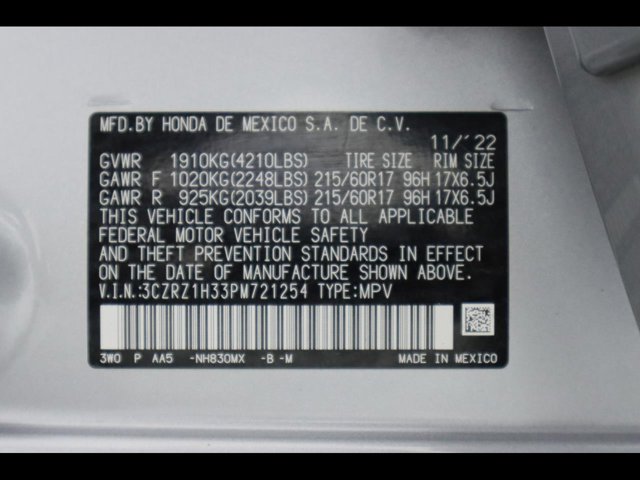 MFD.BY HONDA DE MEXICO S.A. DE C.V.
11/´22
GVWR 1910KG(4210LBS) TIRE SIZE RIM SIZE
GAWR F 1020KG(2248LBS) 215/60R17 96H 17X6.5J
GAWR R 925KG(2039LBS) 215/60R17 96H 17X6.5J
THIS VEHICLE CONFORMS TO ALL APPLICABLE
FEDERAL MOTOR VEHICLE SAFETY
AND THEFT PREVENTION STANDARDS IN EFFECT
ON THE DATE OF MANUFACTURE SHOWN ABOVE.
V.I.N.:3CZRZ1H33PM721254 TYPE:MPV
3W0 P AA5 -NH830MX -B -M MADE IN MEXICO